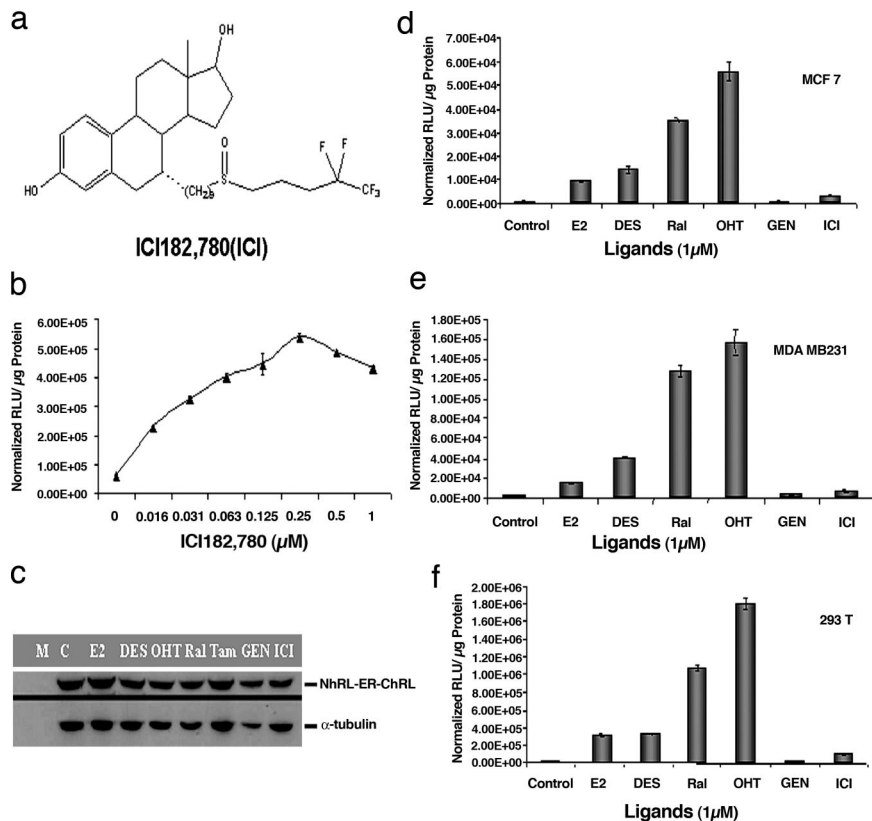 a
OH
HO
(CH2)9
S
O
F
F
CF3
ICI182,780(ICI)
b
Normalized RLU/ µg Protein
6.00E+05
5.00E+05
4.00E+05
3.00E+05
2.00E+05
1.00E+05
0.00E+00
0 0.016 0.031 0.063 0.125 0.25 0.5 1
ICI182,780 (µM)
c
M C E2 DES OHT Ral Tam GEN ICI
NhRL-ER-ChRL
α-tubulin
d
Normalized RLU/ µg Protein
7.00E+04
6.00E+04
5.00E+04
4.00E+04
3.00E+04
2.00E+04
1.00E+04
0.00E+00
MCF 7
Control E2 DES Ral OHT GEN ICI
Ligands (1µM)
e
Normalized RLU/ µg Protein
1.80E+05
1.60E+05
1.40E+05
1.20E+05
1.00E+05
8.00E+04
6.00E+04
4.00E+04
2.00E+04
0.00E+00
MDA MB231
Control E2 DES Ral OHT GEN ICI
Ligands (1µM)
f
Normalized RLU/ µg Protein
2.00E+06
1.80E+06
1.60E+06
1.40E+06
1.20E+06
1.00E+06
8.00E+05
6.00E+05
4.00E+05
2.00E+05
0.00E+00
293 T
Control E2 DES Ral OHT GEN ICI
Ligands (1µM)